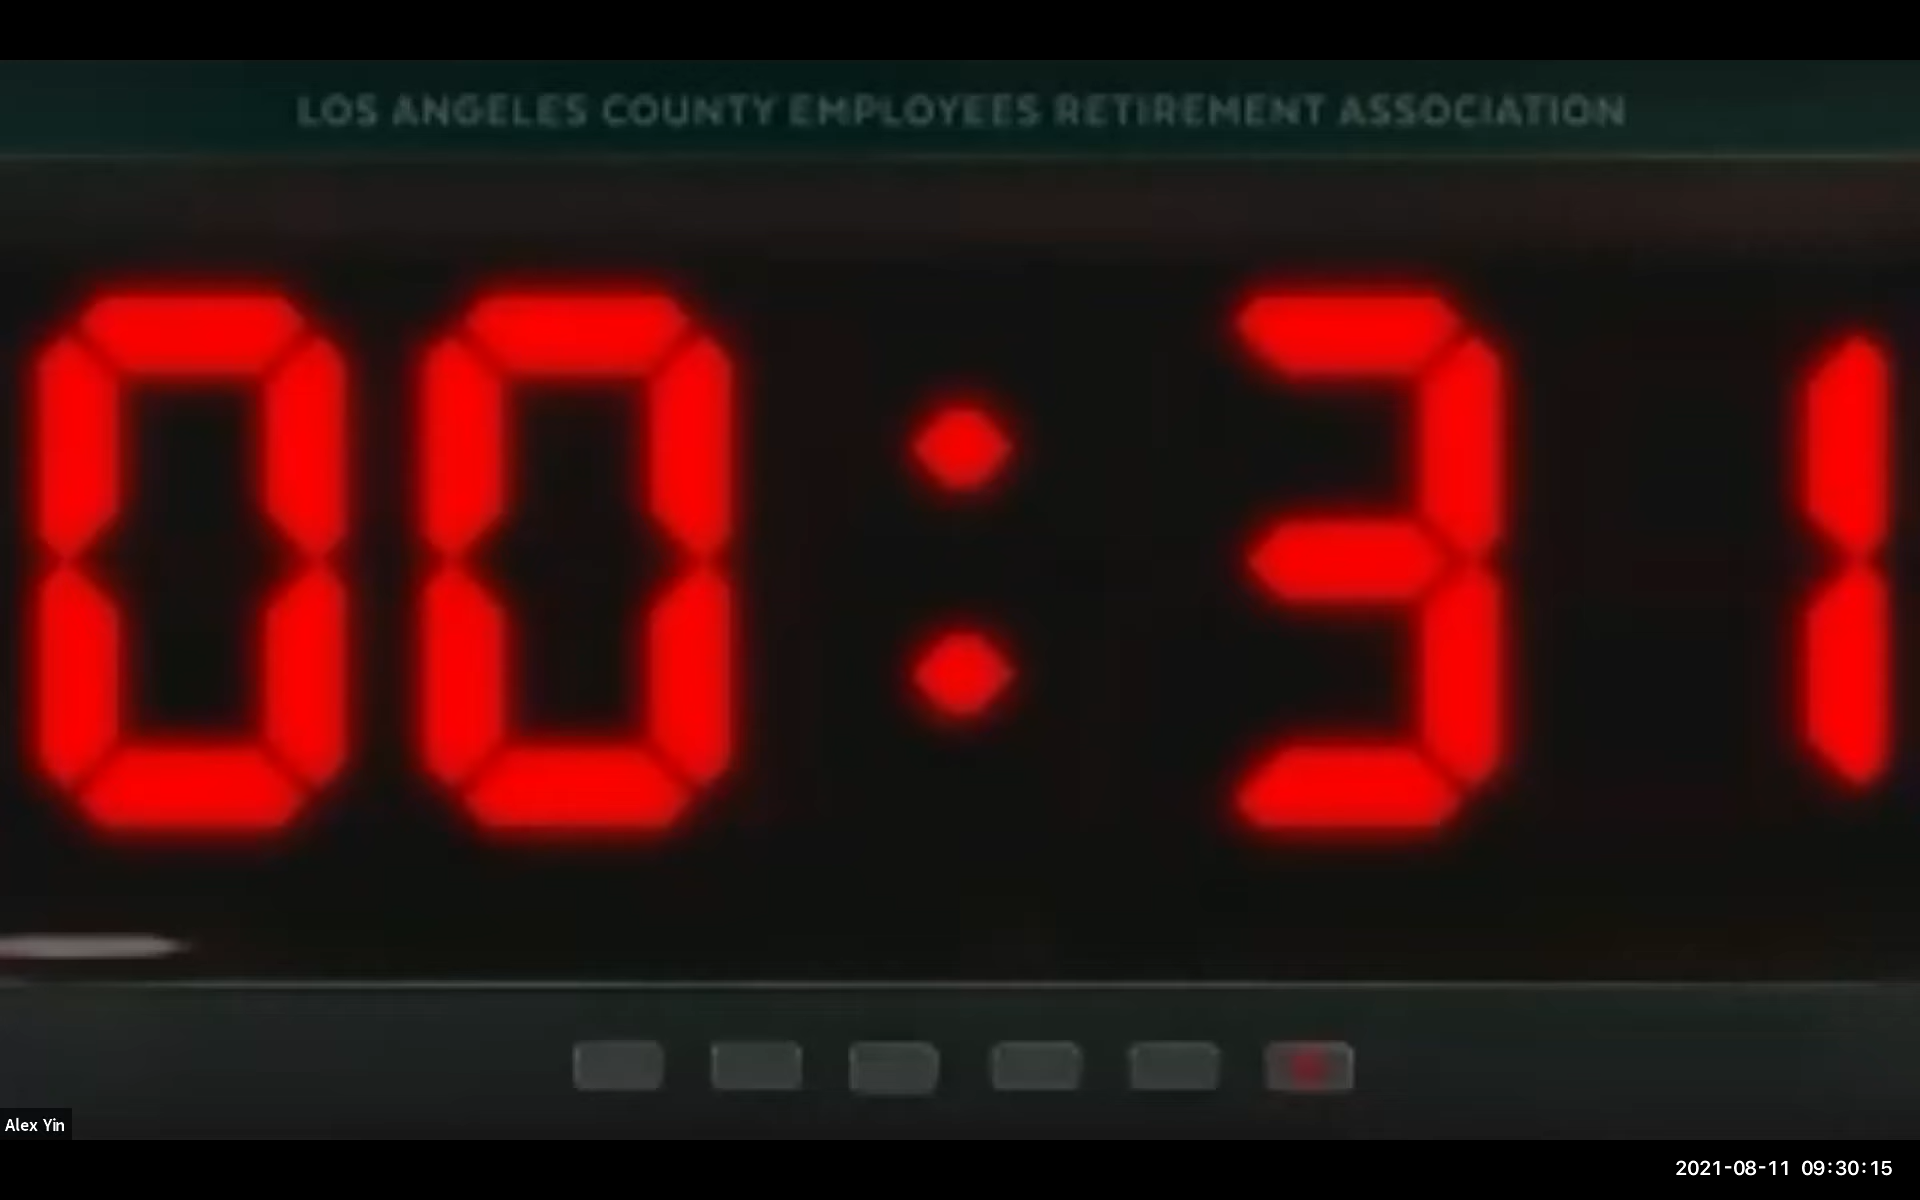 LOS ANGELES COUNTY EMPLOYEES RETIREMENT ASSOCIATION
00:31
Alex Yin
2021-08-11 09:30:15